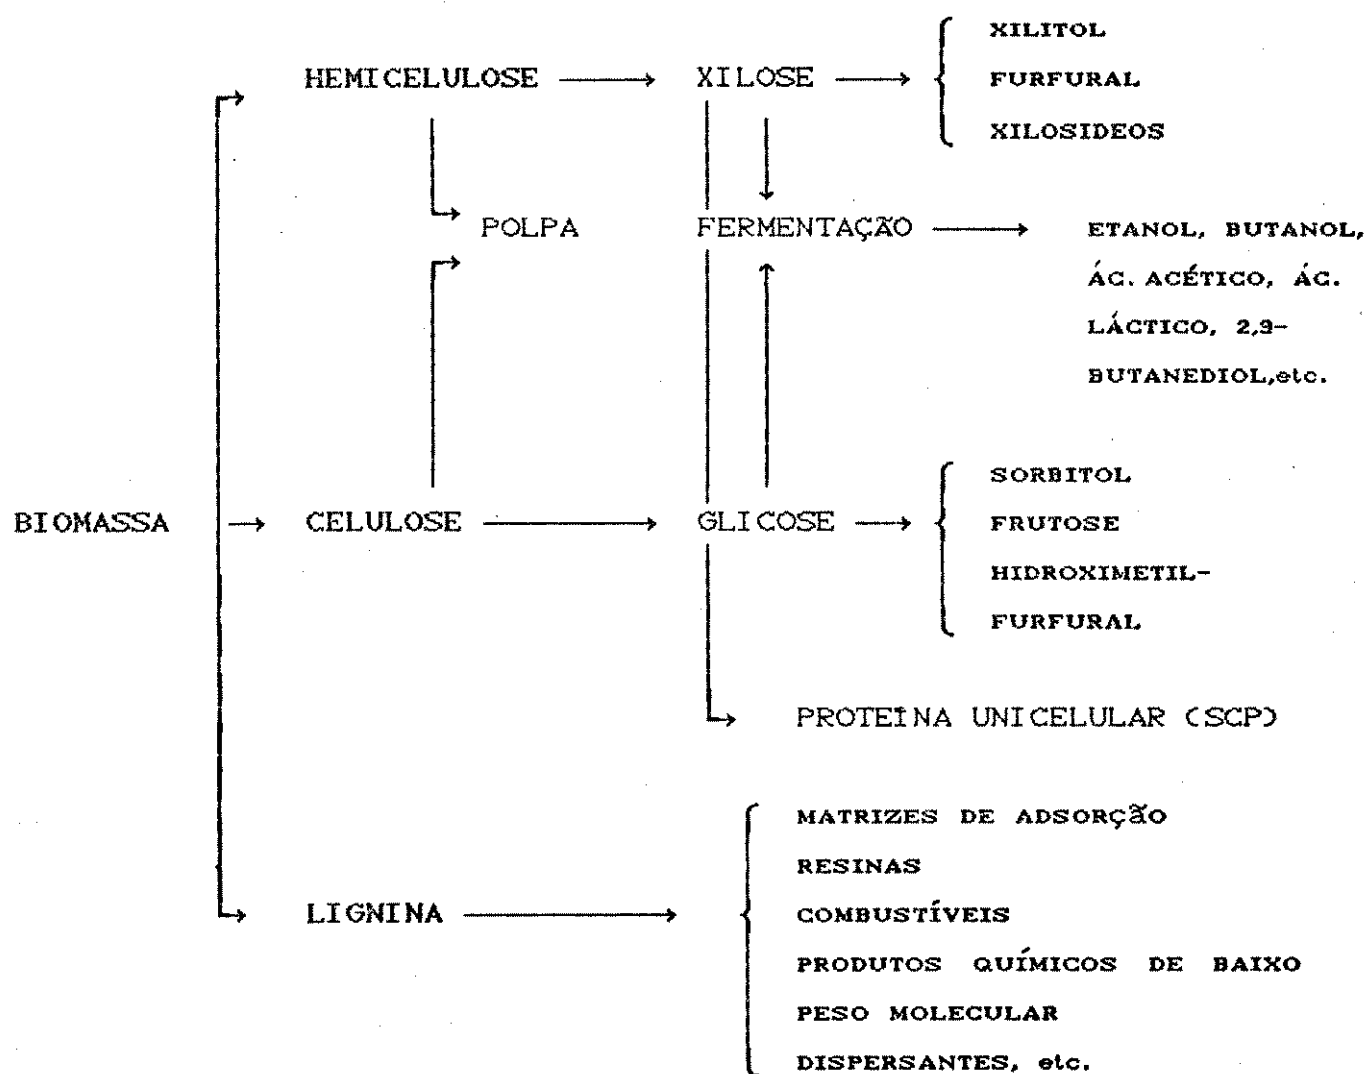 XILITOL
HEMICELULOSE XILOSE FURFURAL
XILOSIDEOS
POLPA FERMENTAÇÃO ETANOL, BUTANOL,
ÁC. ACÉTICO, ÁC.
LÁCTICO, 2,3-
BUTANEDIOL,etc.
SORBITOL
BIOMASSA CELULOSE GLICOSE FRUTOSE
HIDROXIMETIL-
FURFURAL
PROTEÍNA UNICELULAR (SCP)
MATRIZES DE ADSORÇÃO
RESINAS
LIGNINA COMBUSTÍVEIS
PRODUTOS QUÍMICOS DE BAIXO
PESO MOLECULAR
DISPERSANTES, etc.